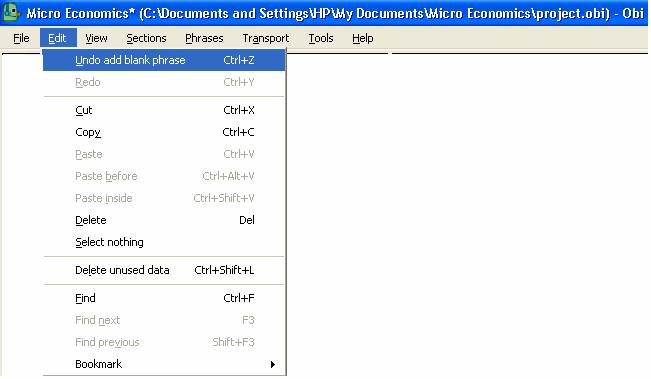 Micro Economics* (C:\Documents and Settings\HP\My Documents\Micro Economics\project.obi) - Obi
File Edit View Sections Phrases Transport Tools Help
Undo add blank phrase Ctrl+Z
Redo Ctrl+Y
Cut Ctrl+X
Copy Ctrl+C
Paste Ctrl+V
Paste before Ctrl+Alt+V
Paste inside Ctrl+Shift+V
Delete Del
Select nothing
Delete unused data Ctrl+Shift+L
Find Ctrl+F
Find next F3
Find previous Shift+F3
Bookmark